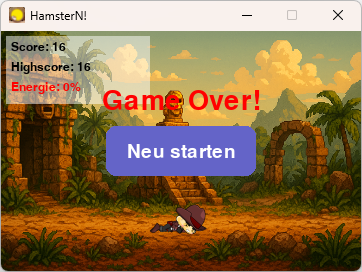 HamsterN!
Score: 16
Highscore: 16
Energie: 0%
Game Over!
Neu starten